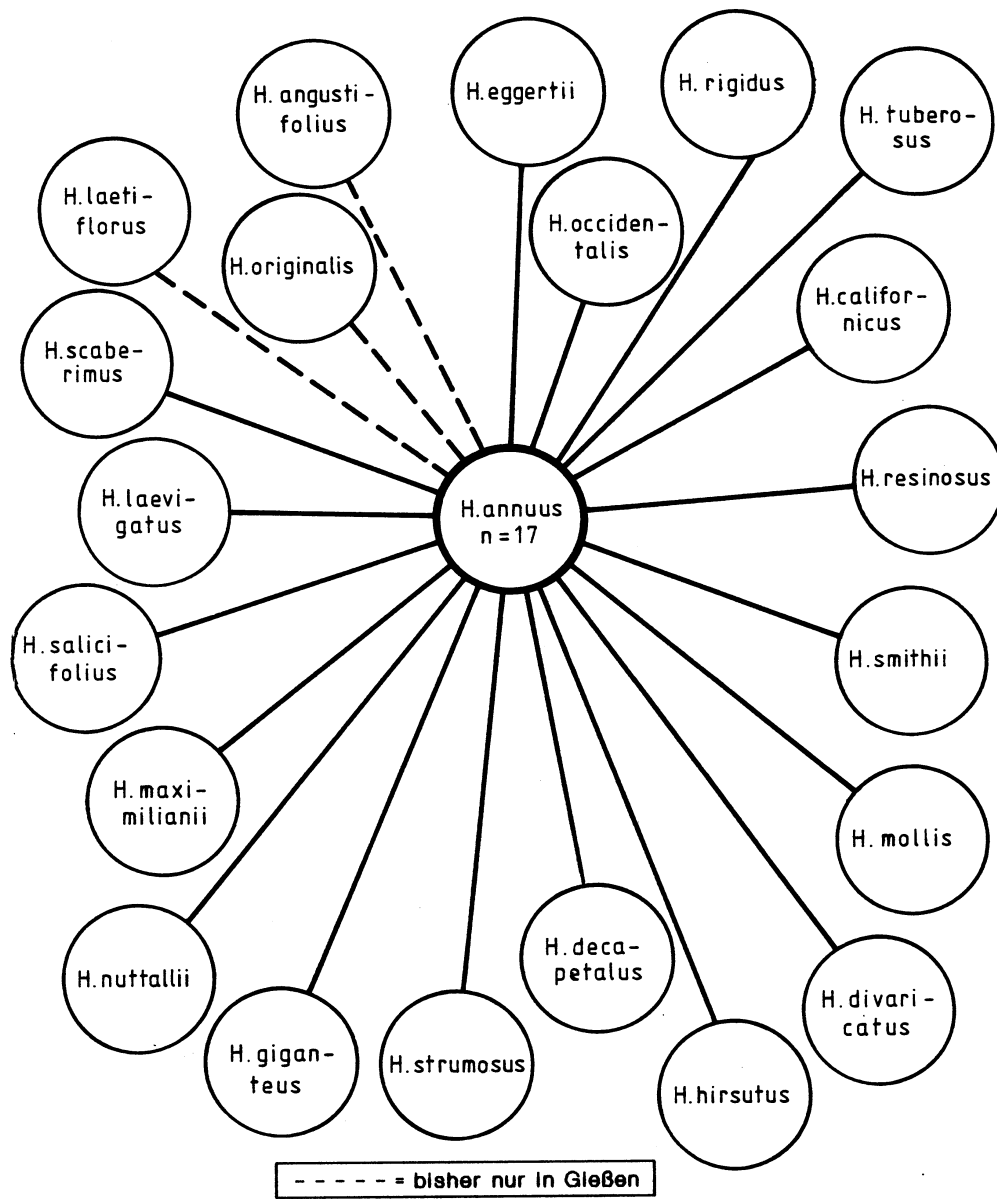 H. angusti-
folius
H.eggertii
H. rigidus
H. tubero-
sus
H.laeti-
florus
H.originalis
H.occiden-
talis
H.califor-
nicus
H.scabe-
rimus
H.laevi-
gatus
H.annuus
n=17
H.resinosus
H. salici-
folius
H.smithii
H. maxi-
milianii
H. mollis
H.nuttallii
H. deca-
petalus
H. divari-
catus
H. gigan-
teus
H. strumosus
H.hirsutus
----- = bisher nur in Gießen